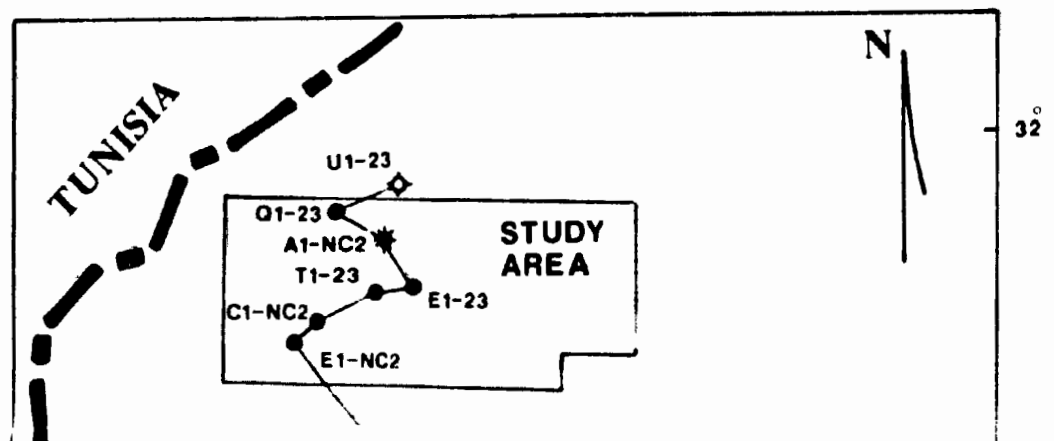 N
32°
TUNISIA
U1-23
Q1-23
STUDY
AREA
A1-NC2
T1-23
E1-23
C1-NC2
E1-NC2